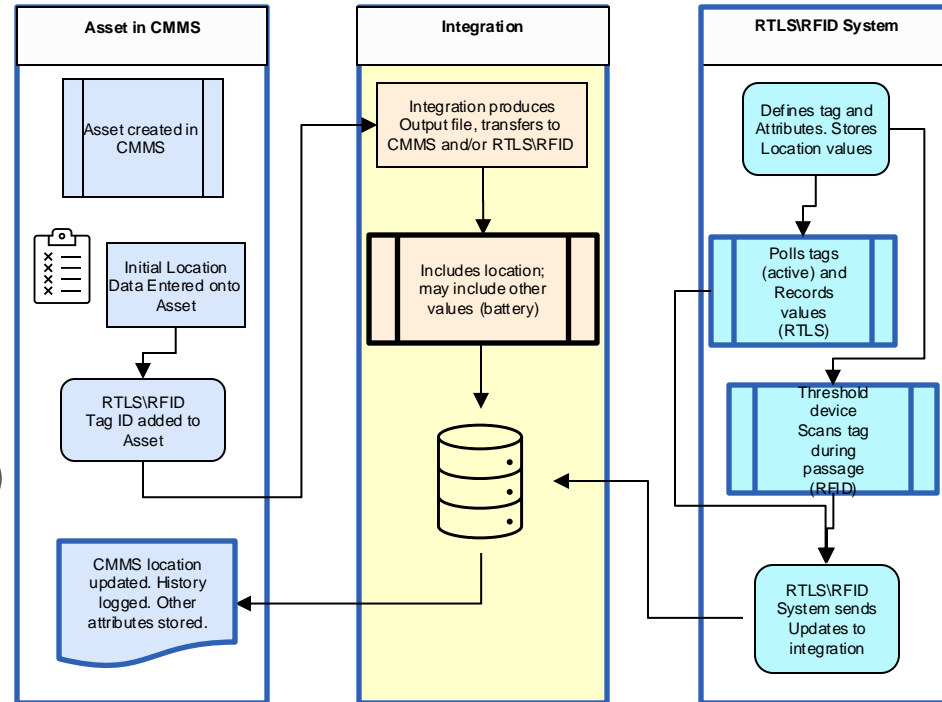 Asset in CMMS
Integration
RTLS\RFID System
Asset created in
CMMS
Initial Location
Data Entered onto
Asset
RTLS\RFID
Tag ID added to
Asset
CMMS location
updated. History
logged. Other
attributes stored.
Integration produces
Output file, transfers to
CMMS and/or RTLS\RFID
Includes location;
may include other
values (battery)
Defines tag and
Attributes. Stores
Location values
Polls tags
(active) and
Records
values
(RTLS)
Threshold
device
Scans tag
during
passage
(RFID)
RTLS\RFID
System sends
Updates to
integration